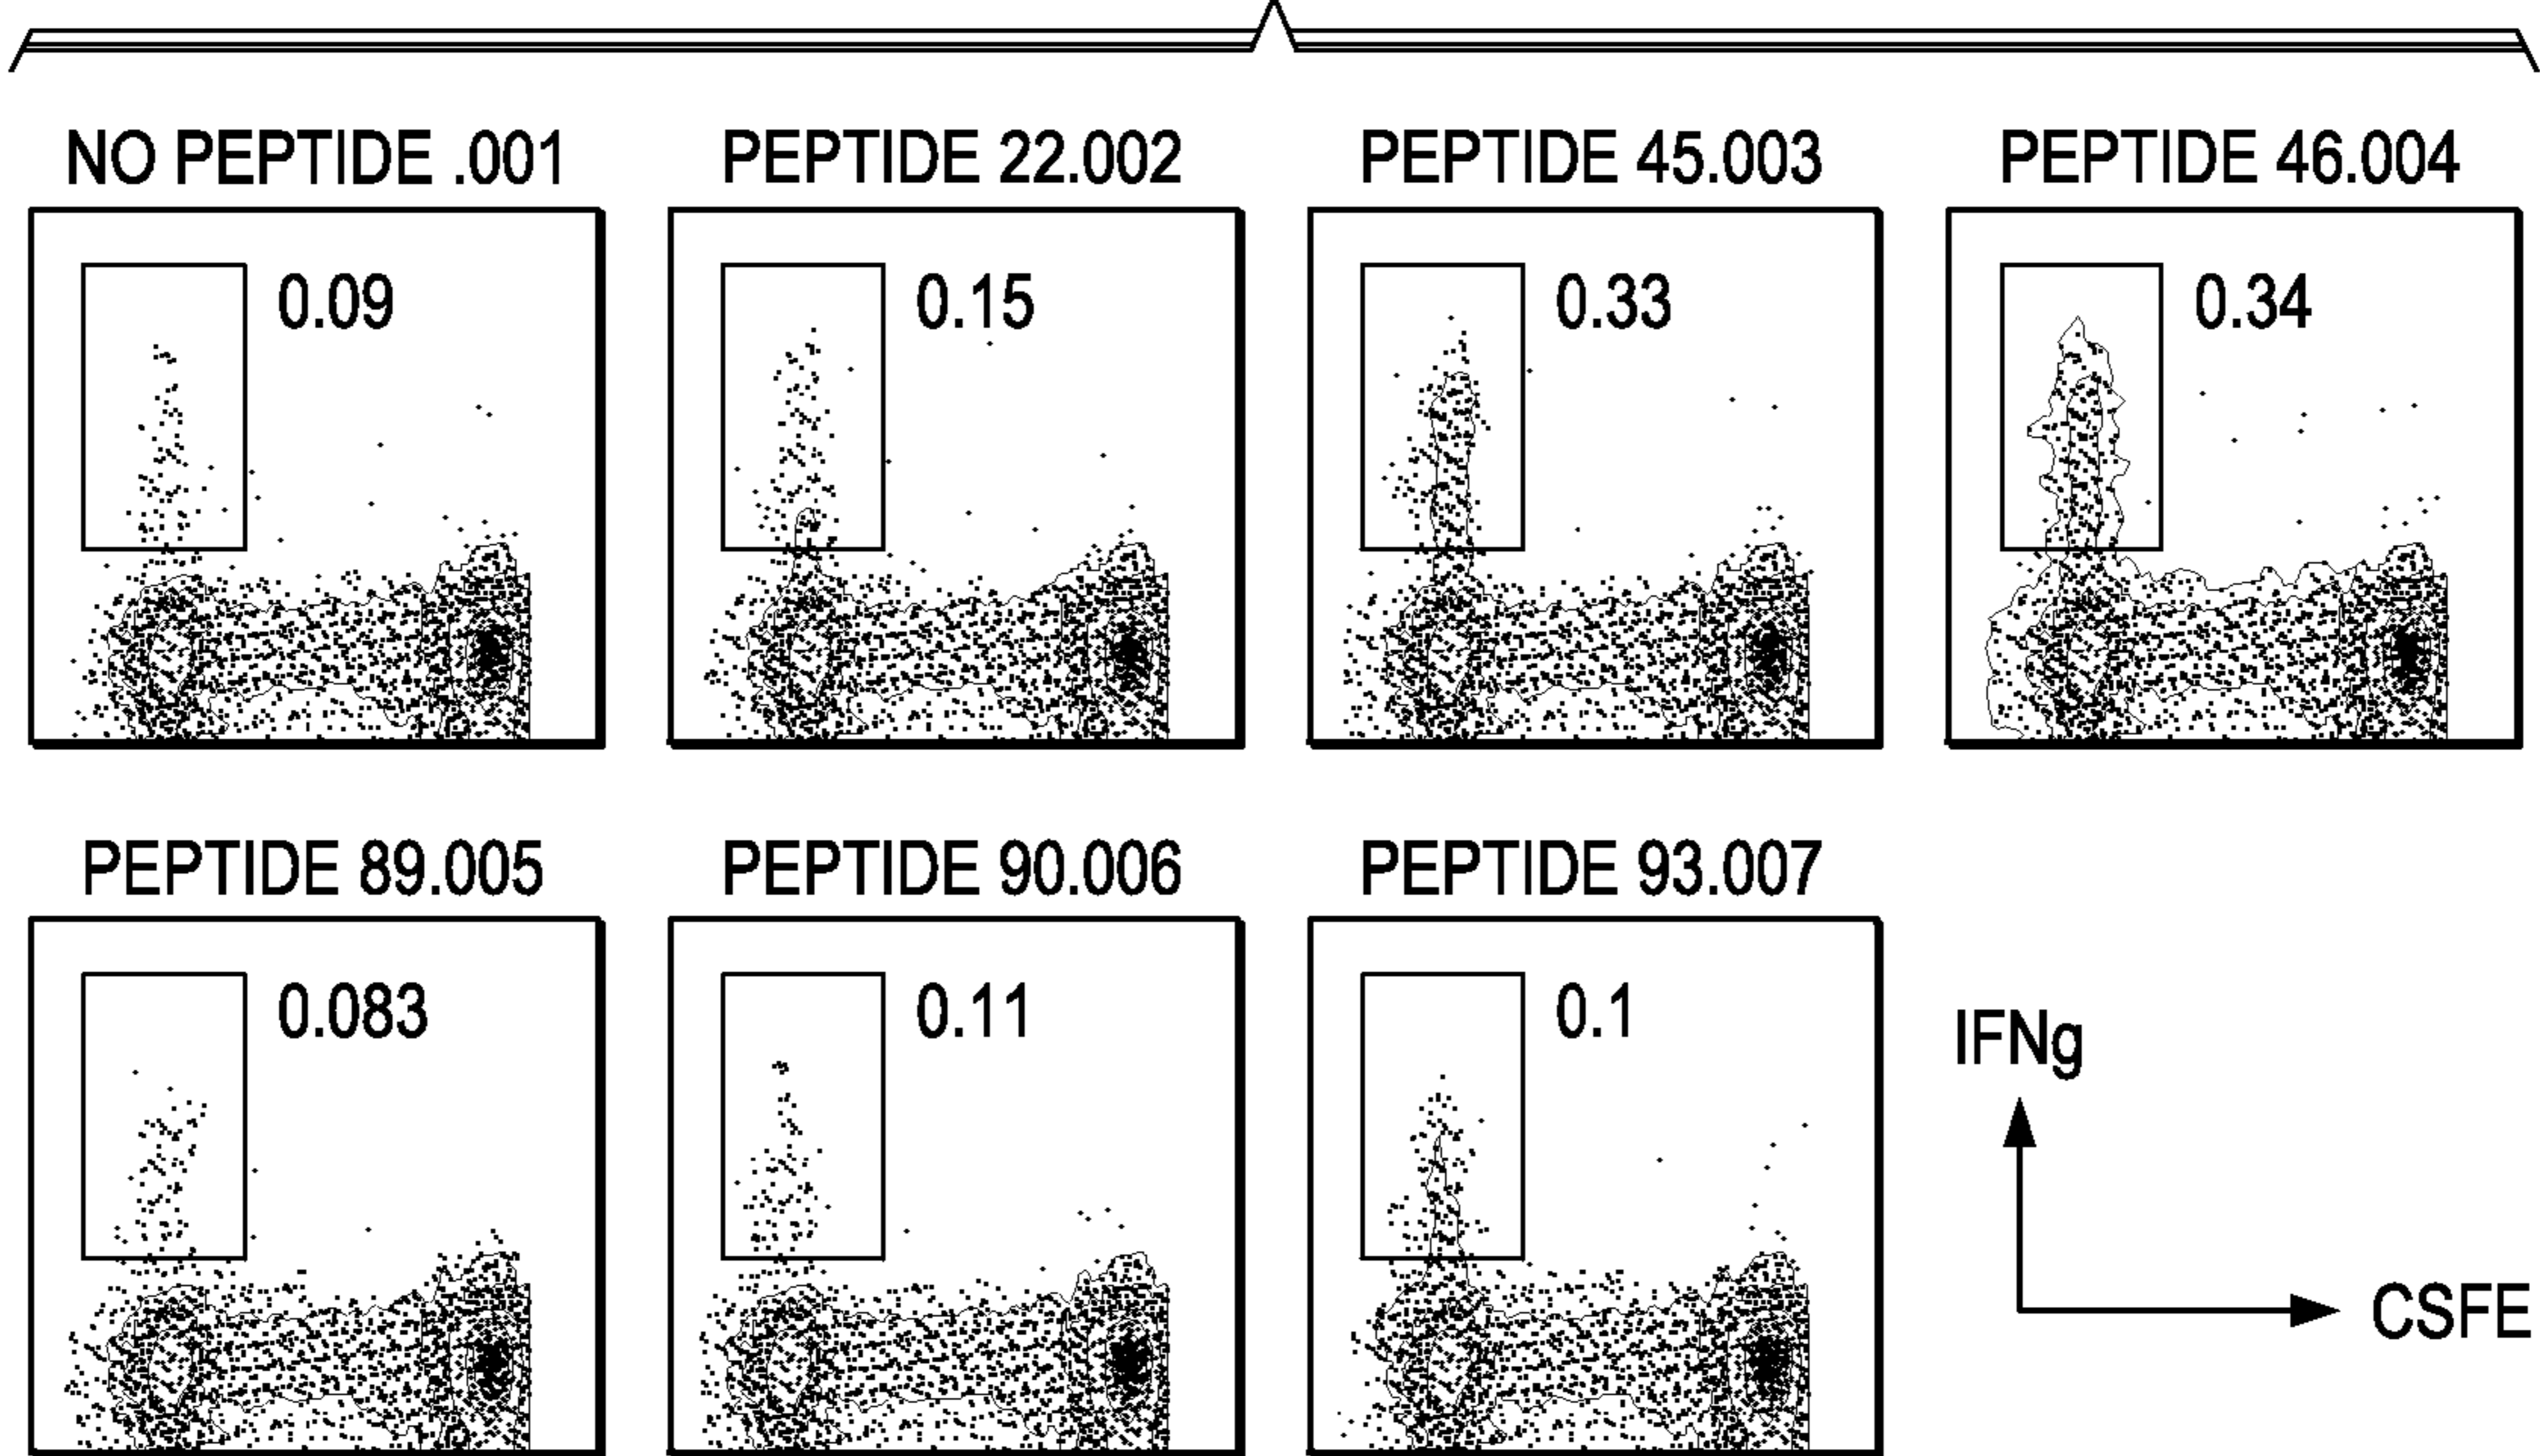 NO PEPTIDE .001
PEPTIDE 22.002
PEPTIDE 45.003
PEPTIDE 46.004
0.09
0.15
0.33
0.34
PEPTIDE 89.005
PEPTIDE 90.006
PEPTIDE 93.007
0.083
0.11
0.1
IFNg
CSFE